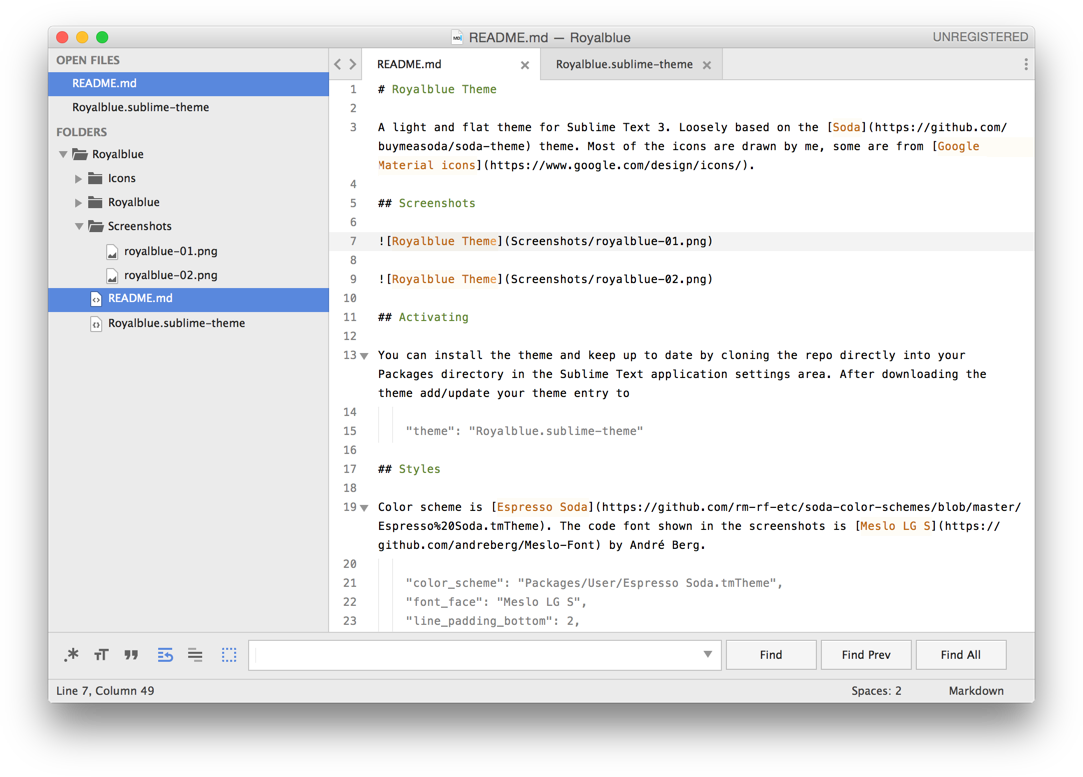 README.md — Royalblue
UNREGISTERED
OPEN FILES
README.md
Royalblue.sublime-theme
FOLDERS
Royalblue
Icons
Royalblue
Screenshots
royalblue-01.png
royalblue-02.png
README.md
Royalblue.sublime-theme
README.md
Royalblue.sublime-theme
1 # Royalblue Theme
2
3 A light and flat theme for Sublime Text 3. Loosely based on the [Soda](https://github.com/
buymeasoda/soda-theme) theme. Most of the icons are drawn by me, some are from [Google
Material icons](https://www.google.com/design/icons/).
4
5 ## Screenshots
6
7 ![Royalblue Theme](Screenshots/royalblue-01.png)
8
9 ![Royalblue Theme](Screenshots/royalblue-02.png)
10
11 ## Activating
12
13 You can install the theme and keep up to date by cloning the repo directly into your
Packages directory in the Sublime Text application settings area. After downloading the
theme add/update your theme entry to
14
15 "theme": "Royalblue.sublime-theme"
16
17 ## Styles
18
19 Color scheme is [Espresso Soda](https://github.com/rm-rf-etc/soda-color-schemes/blob/master/
Espresso%20Soda.tmTheme). The code font shown in the screenshots is [Meslo LG S](https://
github.com/andreberg/Meslo-Font) by André Berg.
20
21 "color_scheme": "Packages/User/Espresso Soda.tmTheme",
22 "font_face": "Meslo LG S",
23 "line_padding_bottom": 2,
.* TT ”
Find
Find Prev
Find All
Line 7, Column 49
Spaces: 2
Markdown